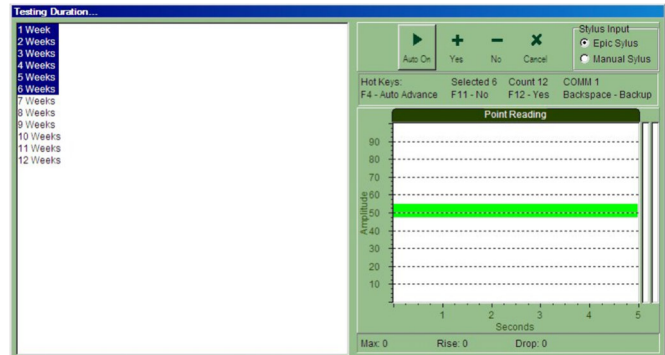 Testing Duration...
1 Week
2 Weeks
3 Weeks
4 Weeks
5 Weeks
6 Weeks
7 Weeks
8 Weeks
9 Weeks
10 Weeks
11 Weeks
12 Weeks
Auto On Yes No Cancel
Stylus Input
Epic Sylus
Manual Sylus
Hot Keys: Selected 6 Count 12 COMM 1
F4 - Auto Advance F11 - No F12 - Yes Backspace - Backup
Point Reading
Amplitude
90
80
70
60
50
40
30
20
10
1 2 3 4 5
Seconds
Max: 0 Rise: 0 Drop: 0